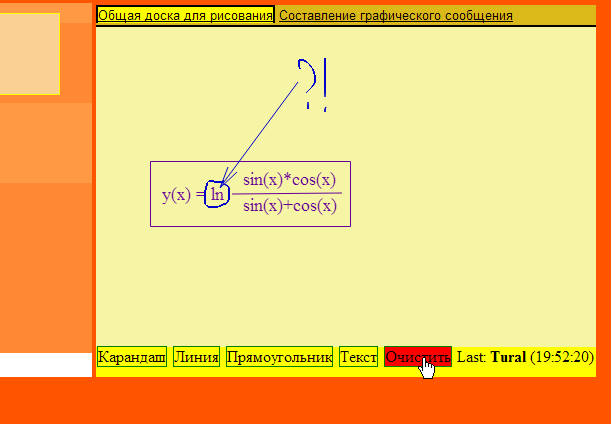 Общая доска для рисования Составление графического сообщения
?!
y(x) = ln sin(x)*cos(x)
sin(x)+cos(x)
Карандаш Линия Прямоугольник Текст Очистить Last: Tural (19:52:20)